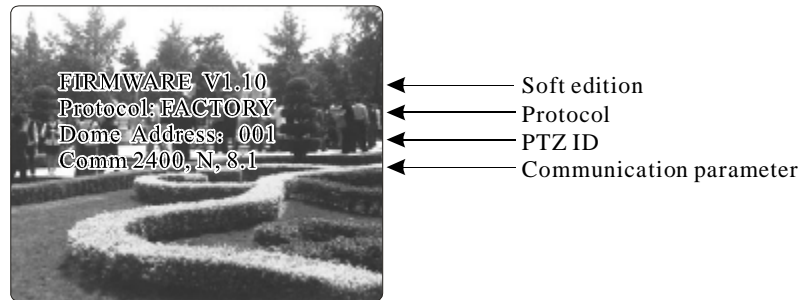 FIRMWARE V1.10
Protocol: FACTORY
Dome Address: 001
Comm 2400, N, 8.1
Soft edition
Protocol
PTZ ID
Communication parameter